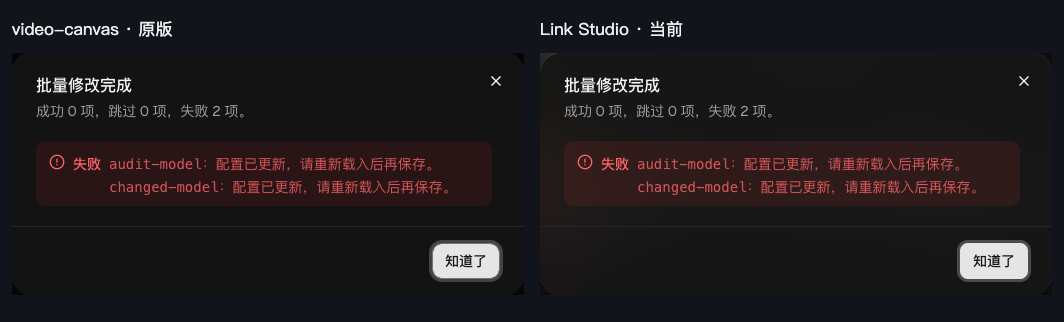 video-canvas · 原版
批量修改完成
成功 0 项，跳过 0 项，失败 2 项。
失败 audit-model: 配置已更新，请重新载入后再保存。
changed-model: 配置已更新，请重新载入后再保存。
知道了
Link Studio · 当前
批量修改完成
成功 0 项，跳过 0 项，失败 2 项。
失败 audit-model: 配置已更新，请重新载入后再保存。
changed-model: 配置已更新，请重新载入后再保存。
知道了